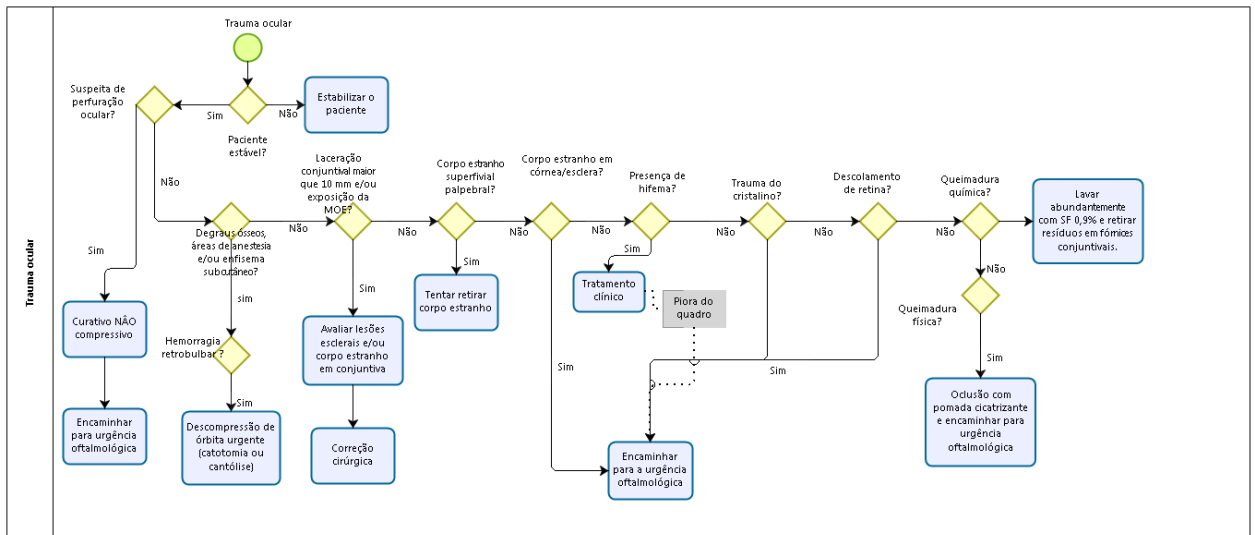 Trauma ocular
Trauma ocular
Suspeita de
perfuração
ocular?
Sim
Paciente
estável?
Não
Estabilizar o
paciente
Não
Sim
Curativo NÃO
compressivo
Encaminhar
para urgência
oftalmológica
Degraus ósseos,
áreas de anestesia
e/ou enfisema
subcutâneo?
sim
Hemorragia
retrobulbar ?
Sim
Descompressão de
órbita urgente
(catotomia ou
cantólise)
Não
Laceração
conjuntival maior
que 10 mm e/ou
exposição da
MOE?
Sim
Avaliar lesões
esclerais e/ou
corpo estranho
em conjuntiva
Correção
cirúrgica
Não
Corpo estranho
superfivial
palpebral?
Sim
Tentar retirar
corpo estranho
Não
Corpo estranho em
córnea/esclera?
Sim
Não
Presença de
hifema?
Sim
Tratamento
clínico
Piora do
quadro
Não
Trauma do
cristalino?
Sim
Encaminhar
para a urgência
oftalmológica
Não
Descolamento
de retina?
Não
Queimadura
química?
Sim
Lavar
abundantemente
com SF 0,9% e retirar
resíduos em fórnices
conjuntivais.
Não
Queimadura
física?
Sim
Oclusão com
pomada cicatrizante
e encaminhar para
urgência
oftalmológica